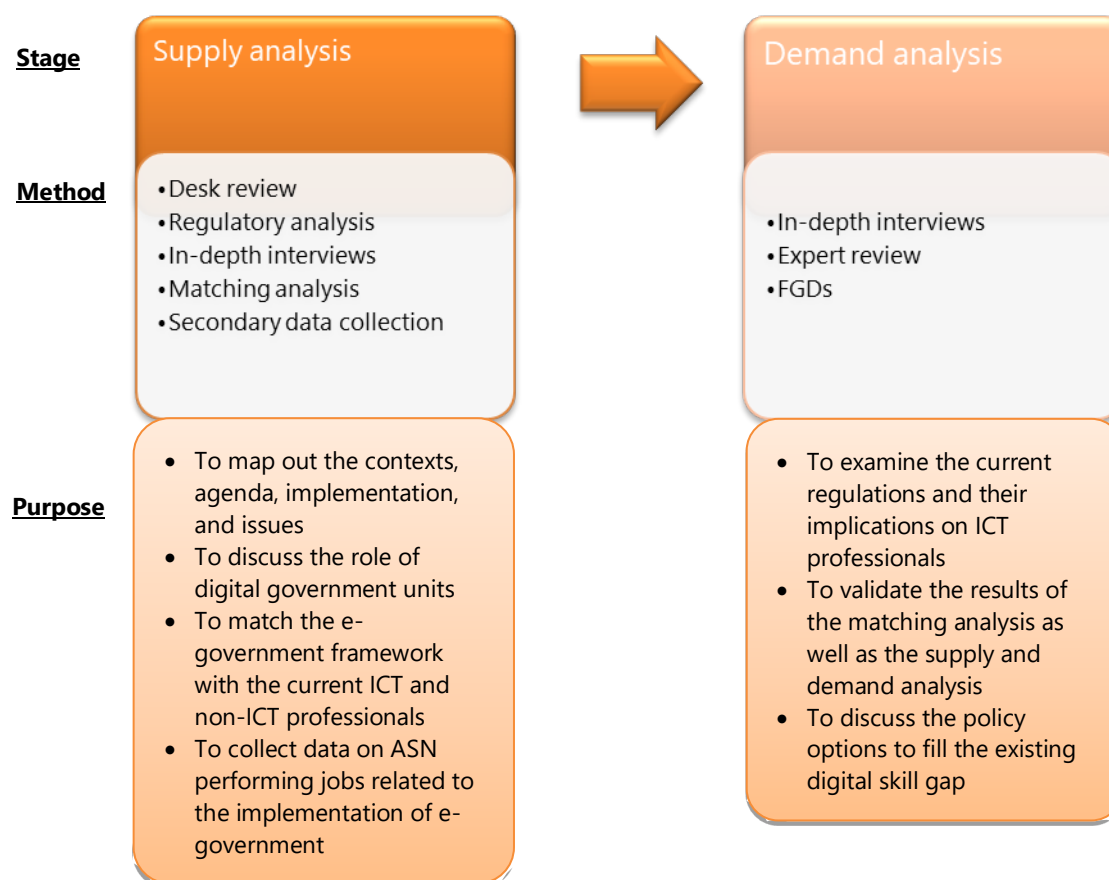 Stage
Supply analysis
Demand analysis
Method
•Desk review
•Regulatory analysis
•In-depth interviews
•Matching analysis
•Secondary data collection
•In-depth interviews
•Expert review
•FGDs
Purpose
• To map out the contexts,
agenda, implementation,
and issues
• To discuss the role of
digital government units
• To match the e-
government framework
with the current ICT and
non-ICT professionals
• To collect data on ASN
performing jobs related to
the implementation of e-
government
• To examine the current
regulations and their
implications on ICT
professionals
• To validate the results of
the matching analysis as
well as the supply and
demand analysis
• To discuss the policy
options to fill the existing
digital skill gap